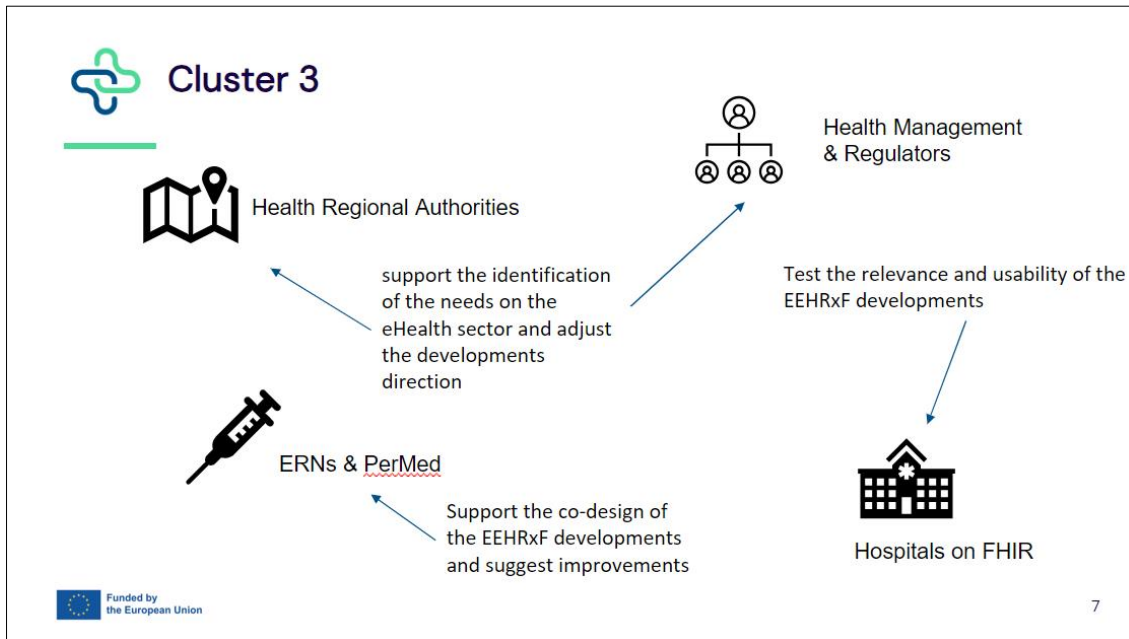 Cluster 3
Health Management
& Regulators
Health Regional Authorities
support the identification
of the needs on the
eHealth sector and adjust
the developments
direction
Test the relevance and usability of the
EEHRxF developments
ERNs & PerMed
Support the co-design of
the EEHRxF developments
and suggest improvements
Hospitals on FHIR
Funded by
the European Union
7